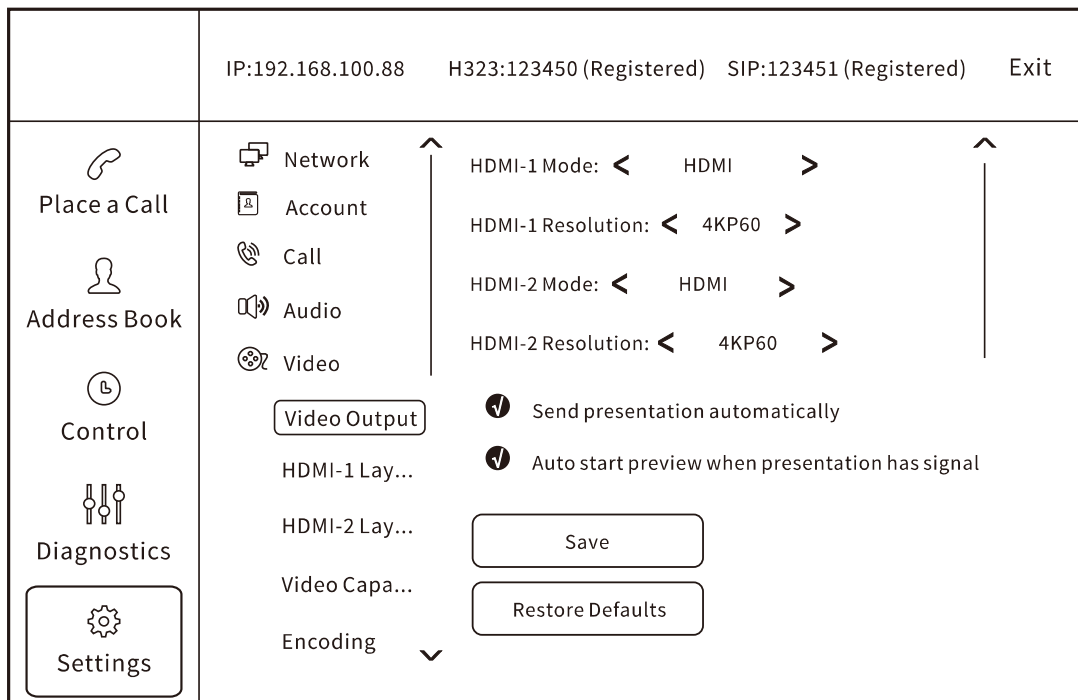 IP:192.168.100.88 H323:123450 (Registered) SIP:123451 (Registered) Exit
Place a Call
Address Book
Control
Diagnostics
Settings
Network
Account
Call
Audio
Video
Video Output
HDMI-1 Lay...
HDMI-2 Lay...
Video Capa...
Encoding
HDMI-1 Mode: < HDMI >
HDMI-1 Resolution: < 4KP60 >
HDMI-2 Mode: < HDMI >
HDMI-2 Resolution: < 4KP60 >
Send presentation automatically
Auto start preview when presentation has signal
Save
Restore Defaults